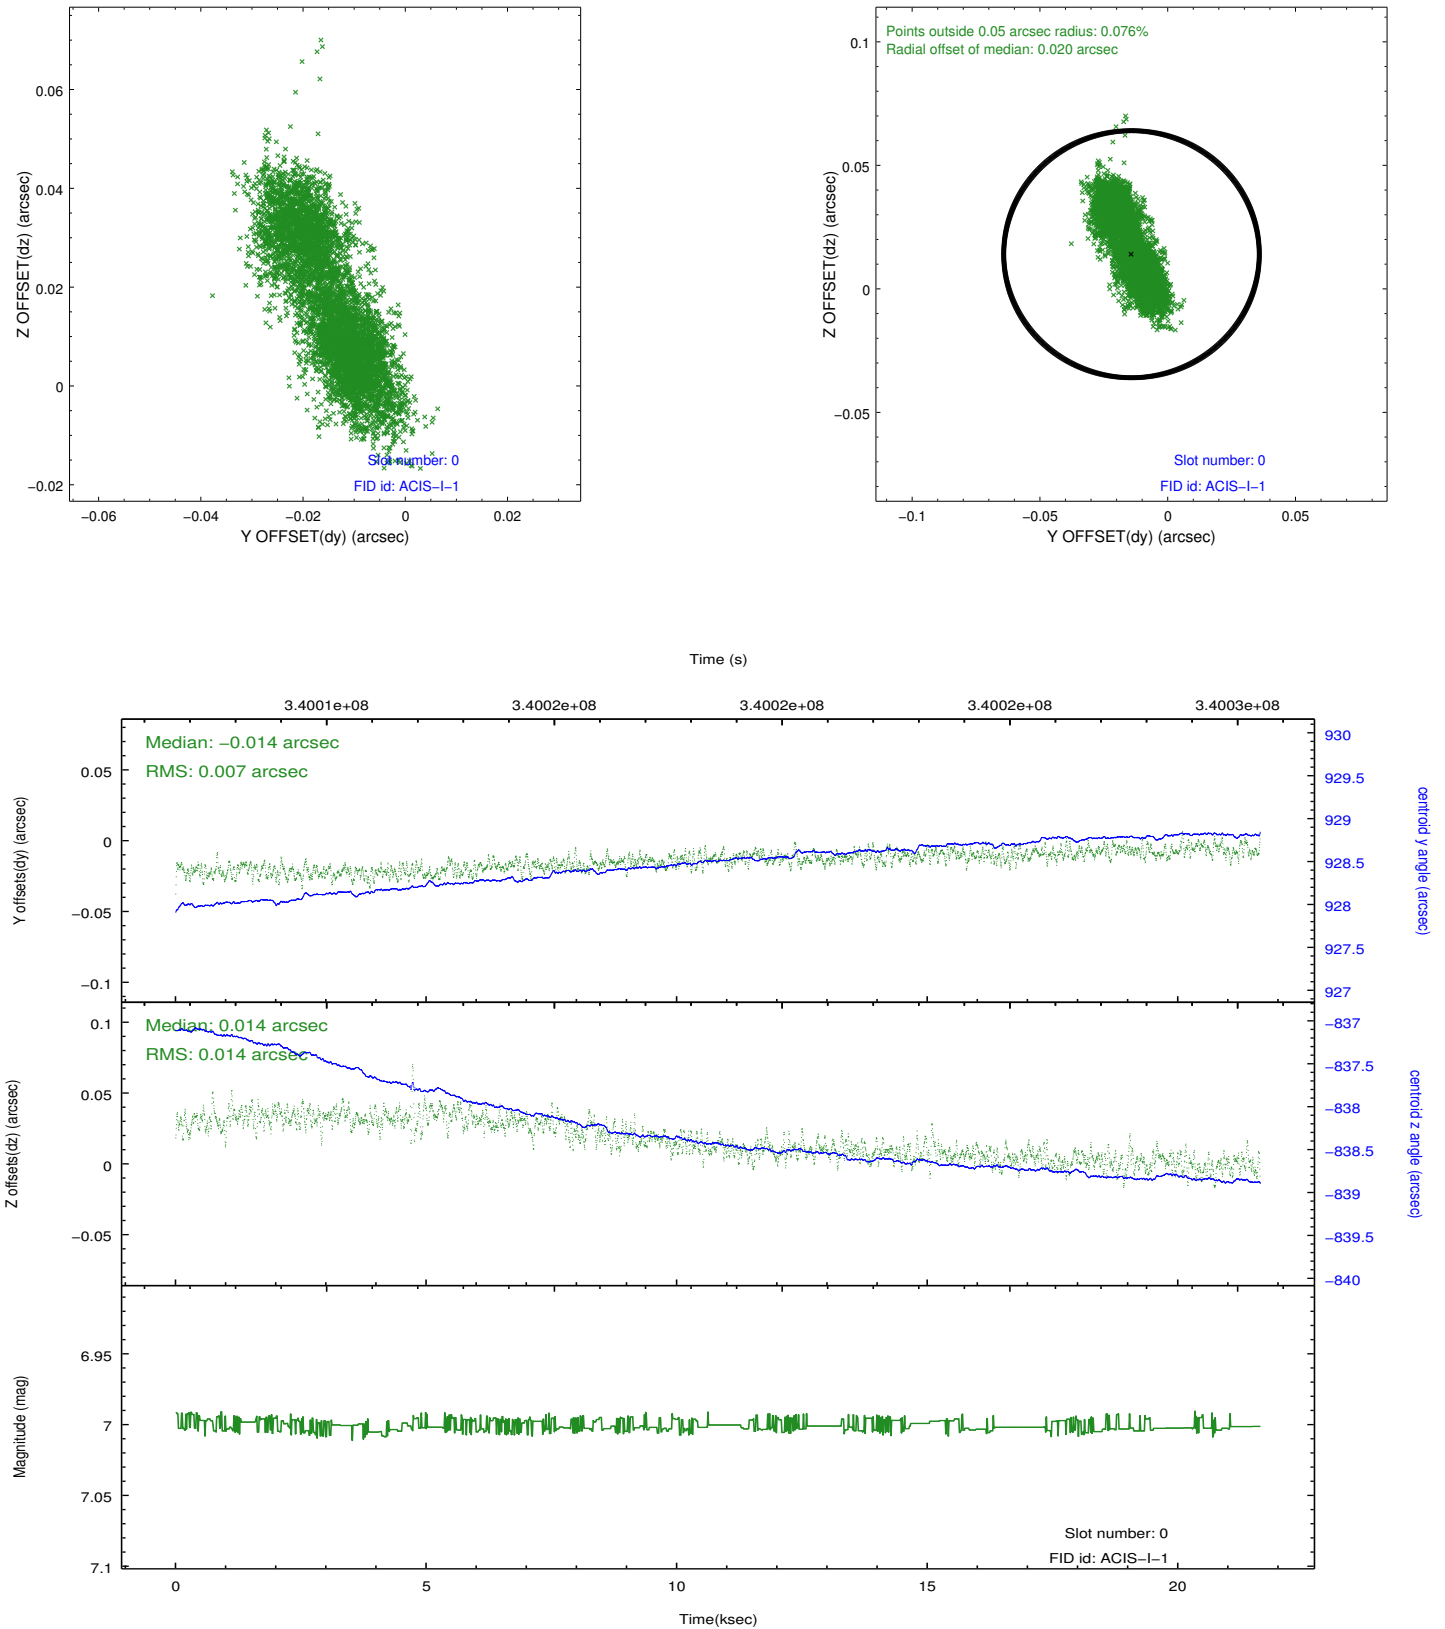 0.06
0.04
0.02
0
−0.02
Z OFFSET(dz) (arcsec)
Slot number: 0
FID id: ACIS−I−1
−0.06
−0.04
−0.02
0
0.02
Y OFFSET(dy) (arcsec)
Points outside 0.05 arcsec radius: 0.076%
Radial offset of median: 0.020 arcsec
0.1
0.05
0
−0.05
Z OFFSET(dz) (arcsec)
Slot number: 0
FID id: ACIS−I−1
−0.1
−0.05
0
0.05
Y OFFSET(dy) (arcsec)
Time (s)
3.4001e+08
3.4002e+08
3.4002e+08
3.4002e+08
3.4003e+08
Median: −0.014 arcsec
RMS: 0.007 arcsec
0.05
0
−0.05
−0.1
Y offsets(dy) (arcsec)
930
929.5
929
928.5
928
927.5
927
centroid y angle (arcsec)
Median: 0.014 arcsec
RMS: 0.014 arcsec
0.1
0.05
0
−0.05
Z offsets(dz) (arcsec)
−837
−837.5
−838
−838.5
−839
−839.5
−840
centroid z angle (arcsec)
6.95
7
7.05
7.1
Magnitude (mag)
Slot number: 0
FID id: ACIS−I−1
0
5
10
15
20
Time(ksec)